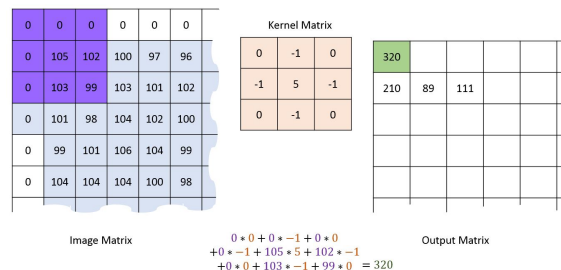 0 0 0 0 0 0
0 105 102 100 97 96
0 103 99 103 101 102
0 101 98 104 102 100
0 99 101 106 104 99
0 104 104 104 100 98
Image Matrix
Kernel Matrix
0 -1 0
-1 5 -1
0 -1 0
320
210 89 111
Output Matrix
0 * 0 + 0 * −1 + 0 * 0
+0 * −1 + 105 * 5 + 102 * −1
+0 * 0 + 103 * −1 + 99 * 0 = 320